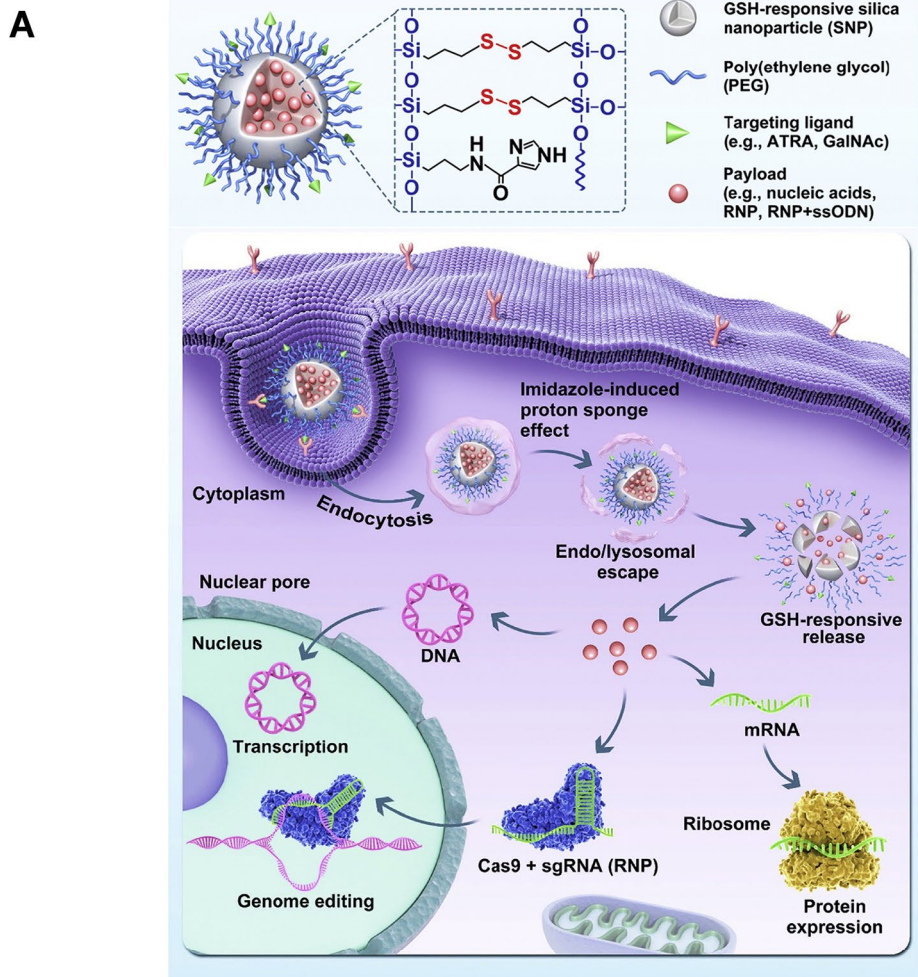 A
GSH-responsive silica
nanoparticle (SNP)
Poly(ethylene glycol)
(PEG)
Targeting ligand
(e.g., ATRA, GalNAc)
Payload
(e.g., nucleic acids,
RNP, RNP+ssODN)
O O
Si S S Si O
O O
Si S S Si O
O O
Si H N N NH
O O
Imidazole-induced
proton sponge
effect
Cytoplasm
Endocytosis
Endo/lysosomal
escape
GSH-responsive
release
Nuclear pore
Nucleus
DNA
Transcription
mRNA
Ribosome
Cas9 + sgRNA (RNP)
Genome editing
Protein
expression